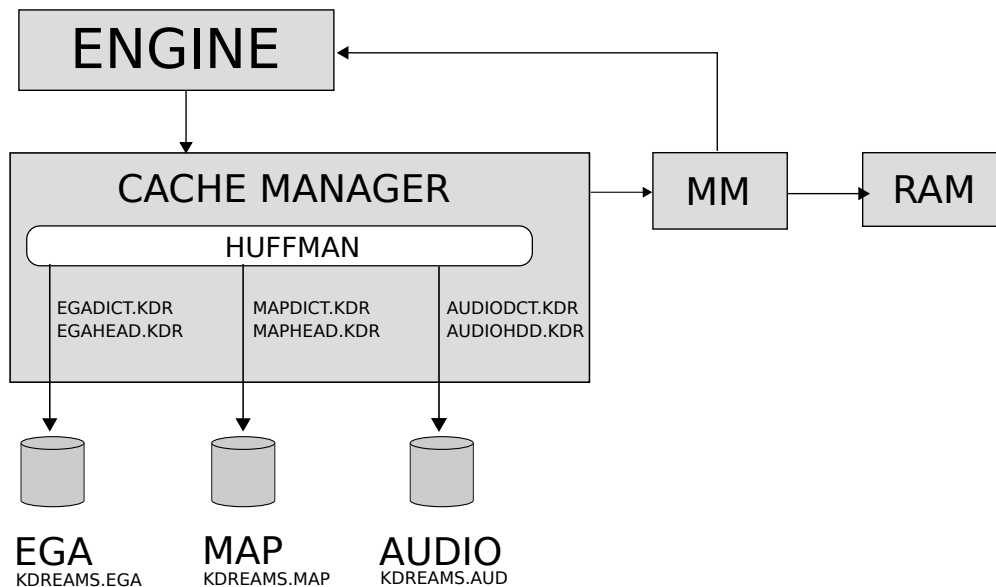 ENGINE
CACHE MANAGER
MM
RAM
HUFFMAN
EGADICT.KDR
EGAHEAD.KDR
MAPDICT.KDR
MAPHEAD.KDR
AUDIODCT.KDR
AUDIOHDD.KDR
EGA
KDREAMS.EGA
MAP
KDREAMS.MAP
AUDIO
KDREAMS.AUD